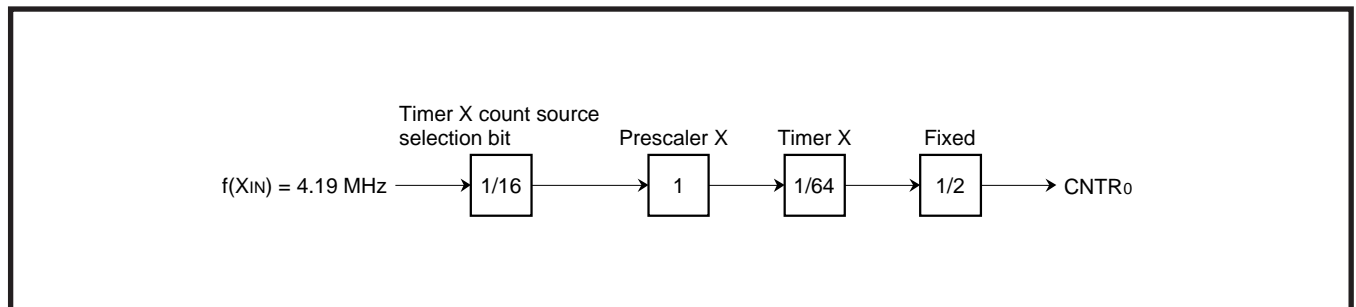 Timer X count source
selection bit
Prescaler X
Timer X
Fixed
f(XIN) = 4.19 MHz
1/16
1
1/64
1/2
CNTR0